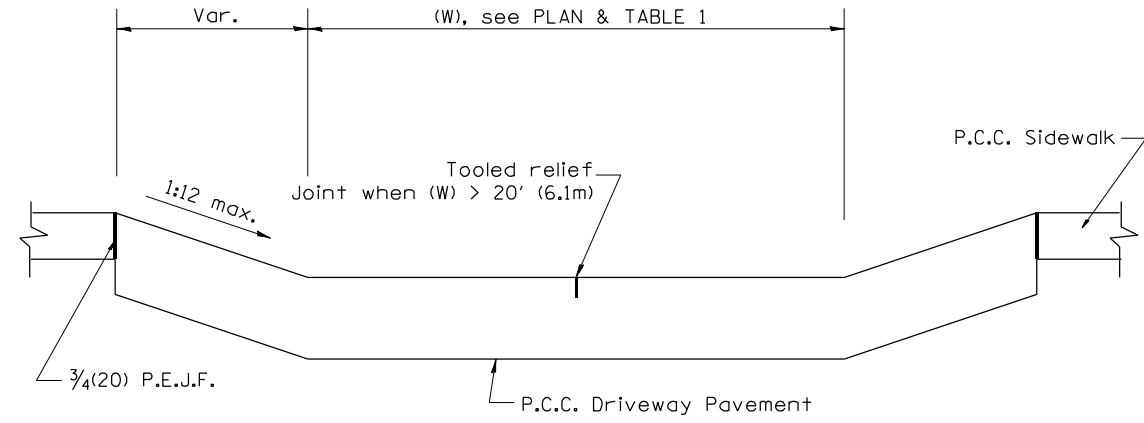 Var.
(W), see PLAN & TABLE 1
P.C.C. Sidewalk
Tooled relief
Joint when (W) > 20' (6.1m)
1:12 max.
¾(20) P.E.J.F.
P.C.C. Driveway Pavement